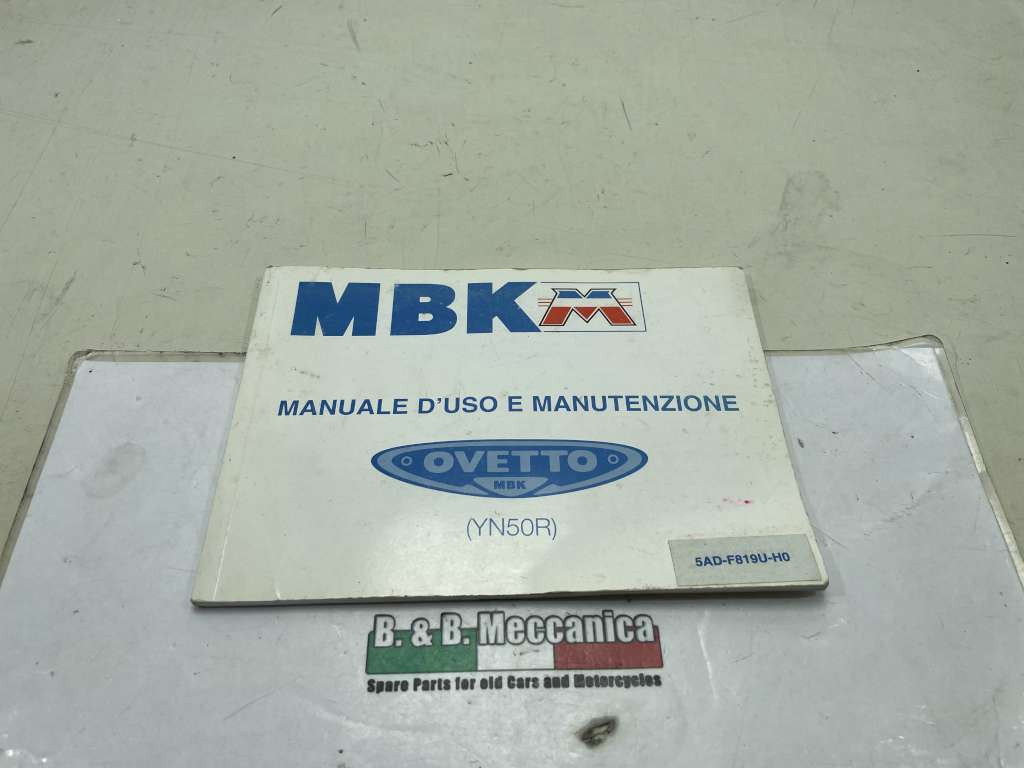 MBK
MANUALE D'USO E MANUTENZIONE
OVETTO
MBK
(YN50R)
5AD-F819U-H0
B. & B. Meccanica
Spare Parts for old Cars and Motorcycles